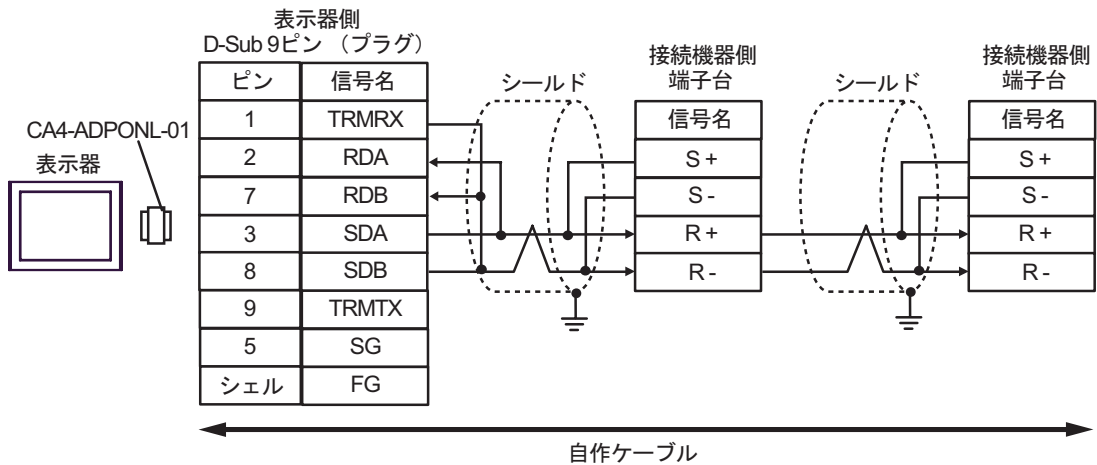 表示器側
D-Sub 9ピン （プラグ）
ピン 信号名
1 TRMRX
2 RDA
7 RDB
3 SDA
8 SDB
9 TRMTX
5 SG
シェル FG
CA4-ADPONL-01
表示器
シールド
接続機器側
端子台
信号名
S +
S -
R +
R -
シールド
接続機器側
端子台
信号名
S +
S -
R +
R -
自作ケーブル